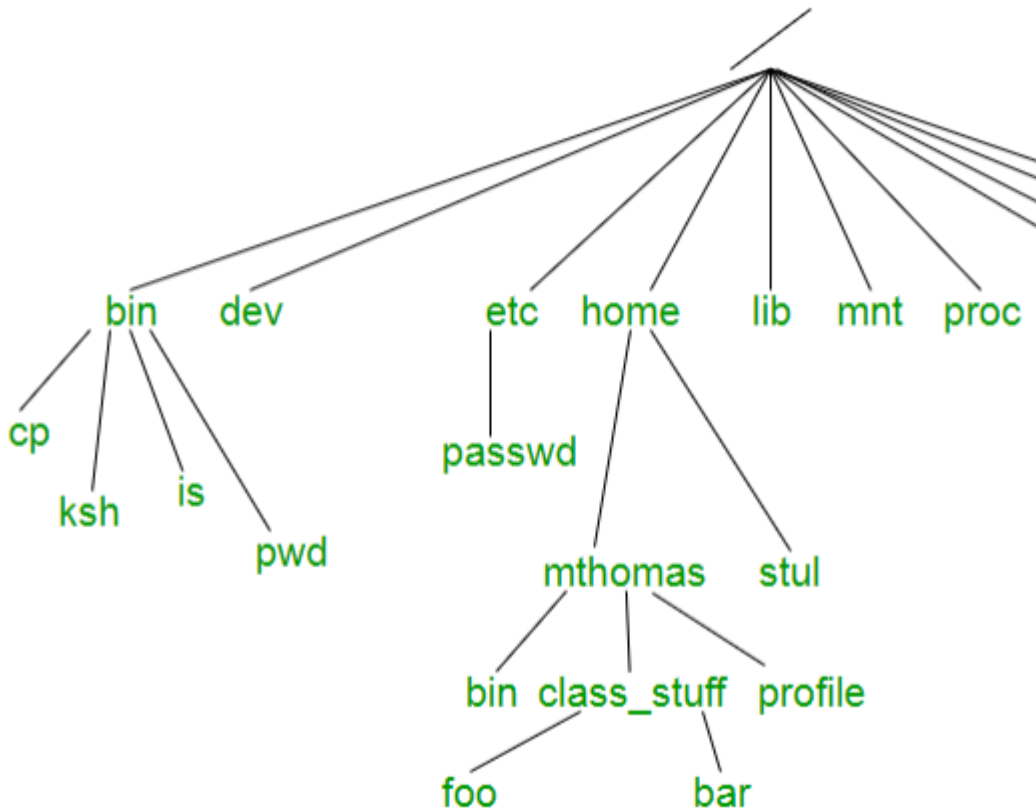 bin dev etc home lib mnt proc
cp
passwd
is
ksh
pwd
mthomas stul
bin class_stuff profile
foo bar